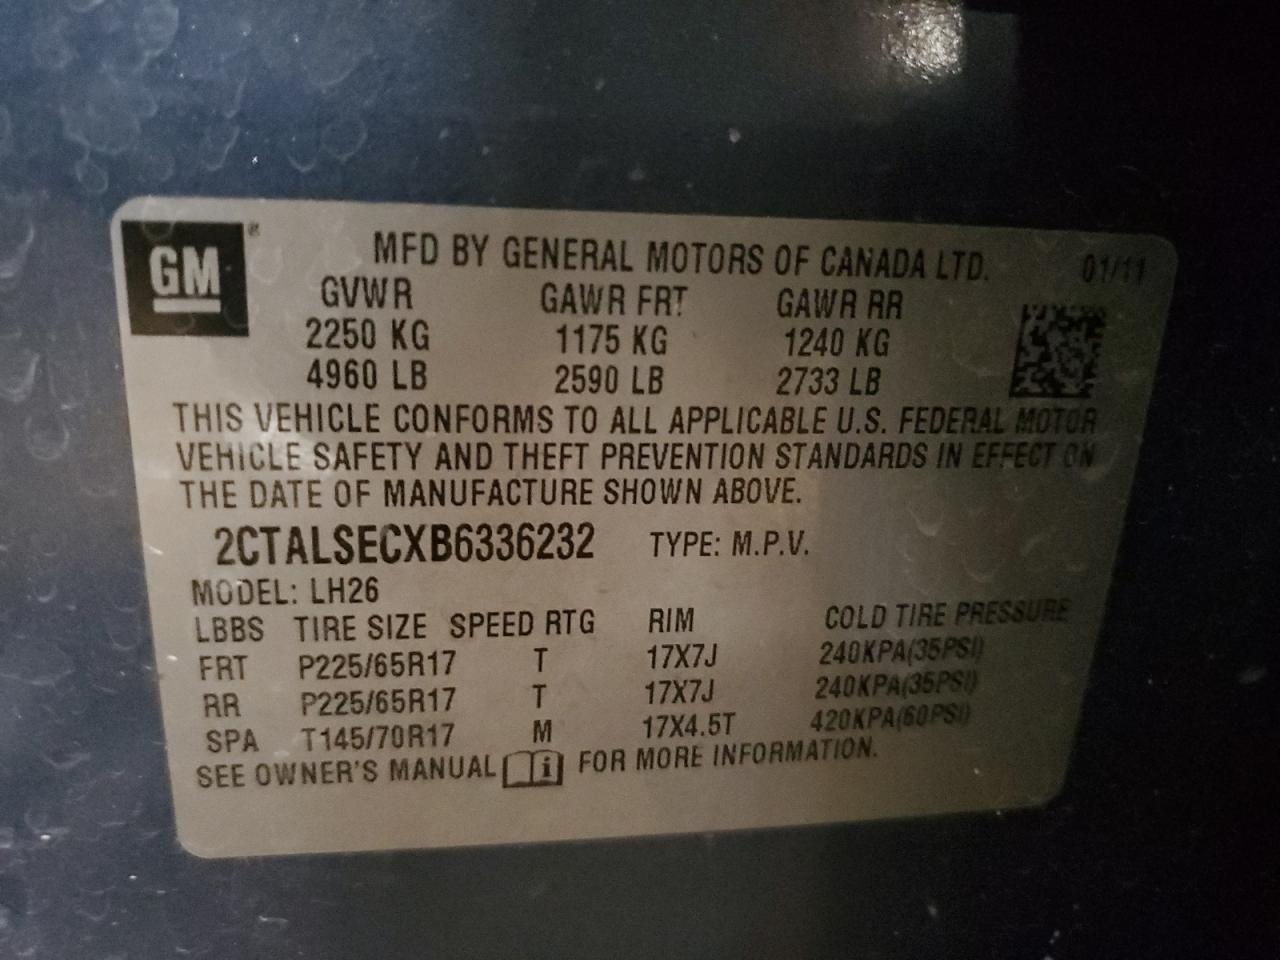 GM ®
MFD BY GENERAL MOTORS OF CANADA LTD. 01/11
GVWR GAWR FRT GAWR RR
2250 KG 1175 KG 1240 KG
4960 LB 2590 LB 2733 LB
THIS VEHICLE CONFORMS TO ALL APPLICABLE U.S. FEDERAL MOTOR
VEHICLE SAFETY AND THEFT PREVENTION STANDARDS IN EFFECT ON
THE DATE OF MANUFACTURE SHOWN ABOVE.
2CTALSECXB6336232 TYPE: M.P.V.
MODEL: LH26
LBBS TIRE SIZE SPEED RTG RIM COLD TIRE PRESSURE
FRT P225/65R17 T 17X7J 240KPA(35PSI)
RR P225/65R17 T 17X7J 240KPA(35PSI)
SPA T145/70R17 M 17X4.5T 420KPA(60PSI)
SEE OWNER'S MANUAL i FOR MORE INFORMATION.